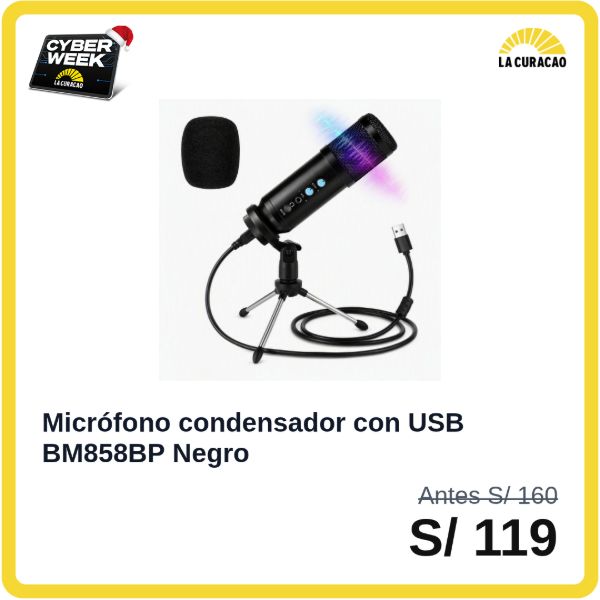 CYBER
WEEK
LA CURACAO
LA CURACAO
Micrófono condensador con USB
BM858BP Negro
Antes S/ 160
S/ 119